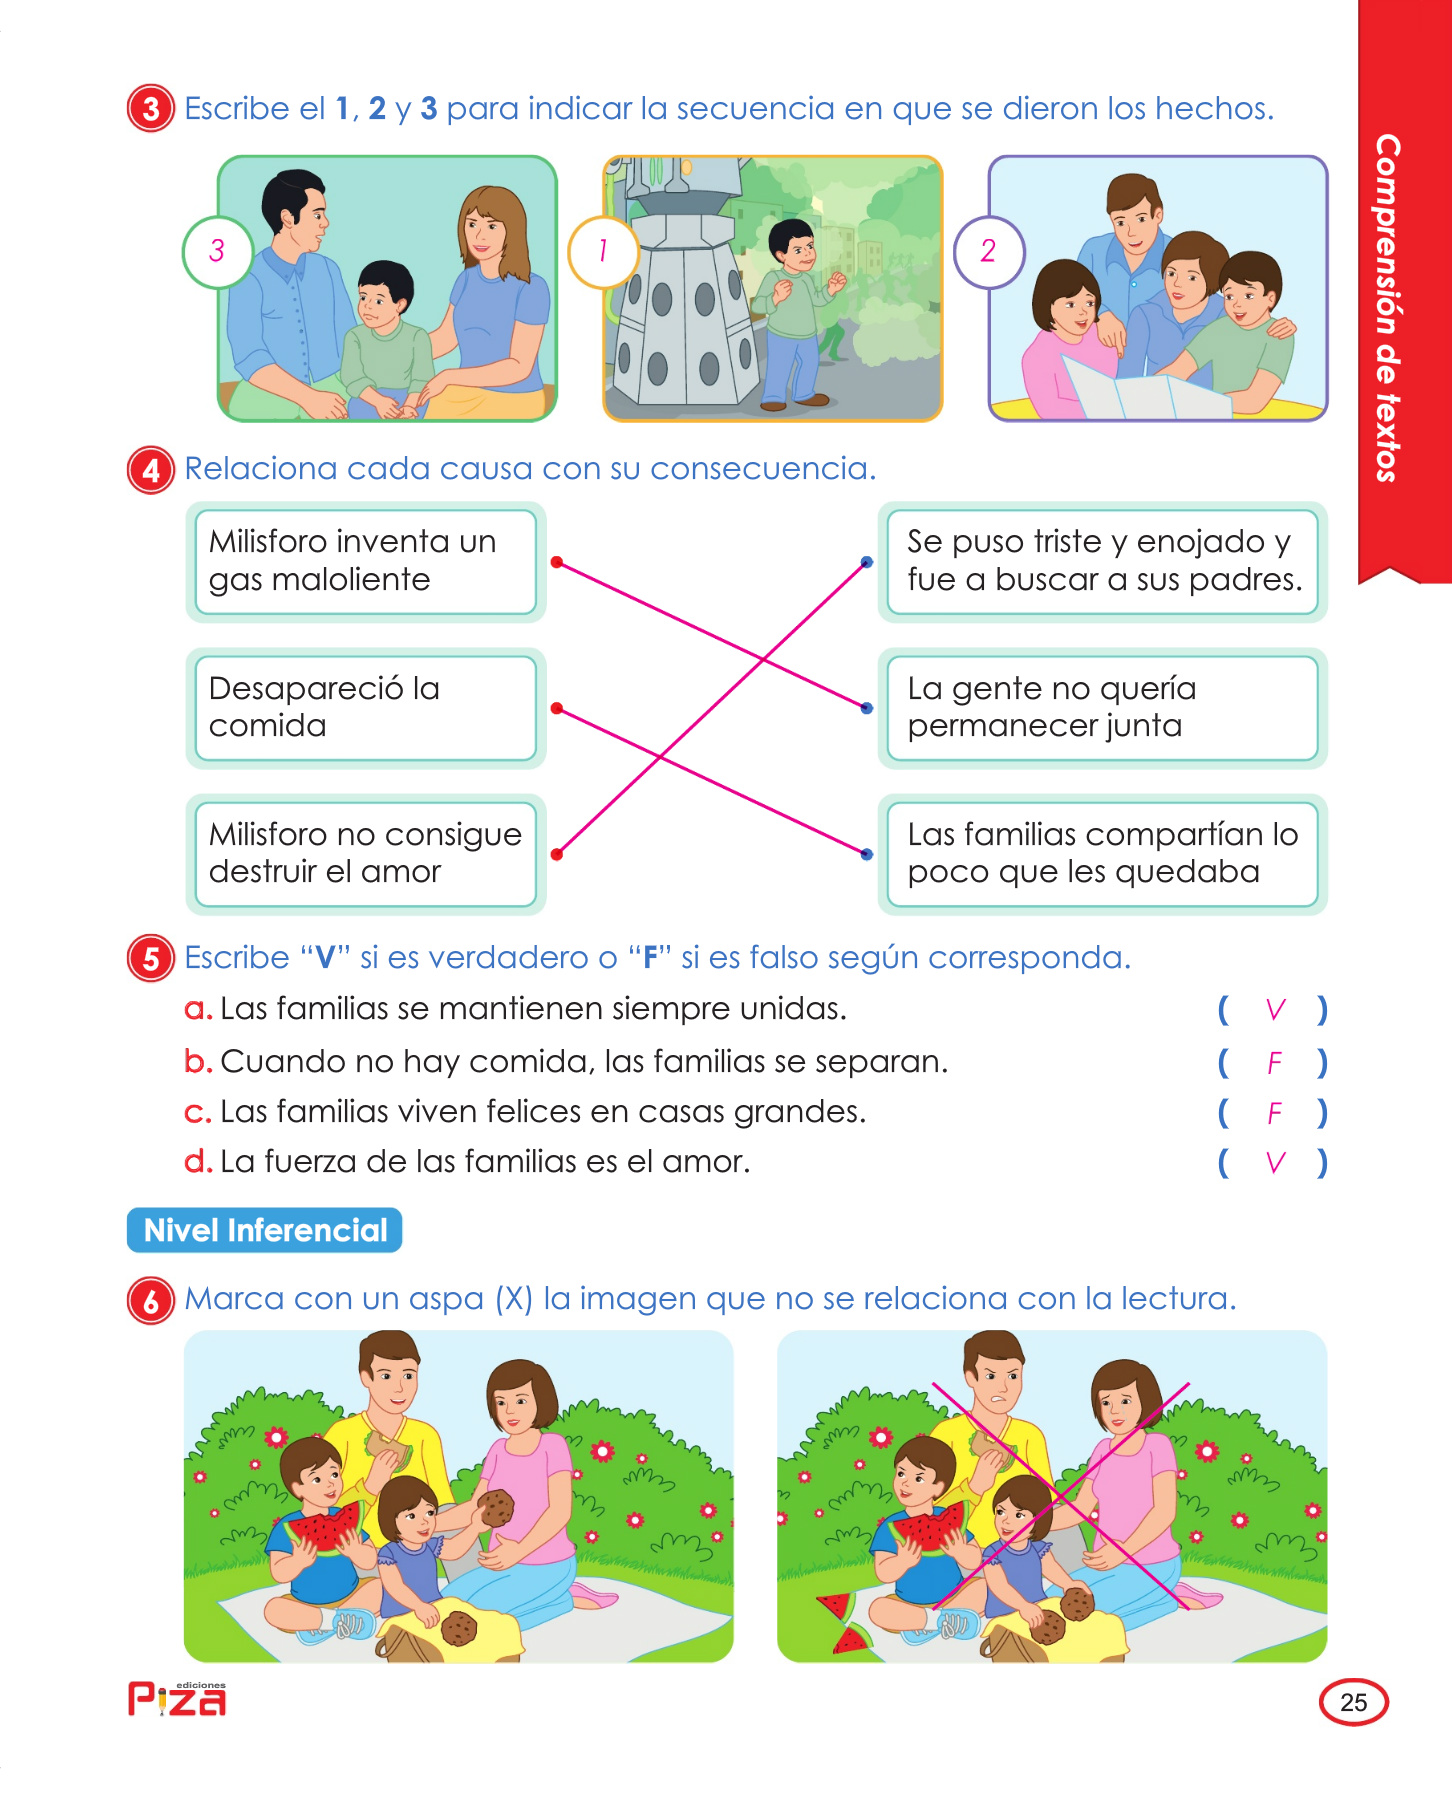 3 Escribe el 1, 2 y 3 para indicar la secuencia en que se dieron los hechos.
3
1
2
Comprensión de textos
4 Relaciona cada causa con su consecuencia.
Milisforo inventa un
gas maloliente
Se puso triste y enojado y
fue a buscar a sus padres.
Desapareció la
comida
La gente no quería
permanecer junta
Milisforo no consigue
destruir el amor
Las familias compartían lo
poco que les quedaba
5 Escribe “V” si es verdadero o “F” si es falso según corresponda.
a. Las familias se mantienen siempre unidas. ( V )
b. Cuando no hay comida, las familias se separan. ( F )
c. Las familias viven felices en casas grandes. ( F )
d. La fuerza de las familias es el amor. ( V )
Nivel Inferencial
6 Marca con un aspa (X) la imagen que no se relaciona con la lectura.
ediciones
Piza
25